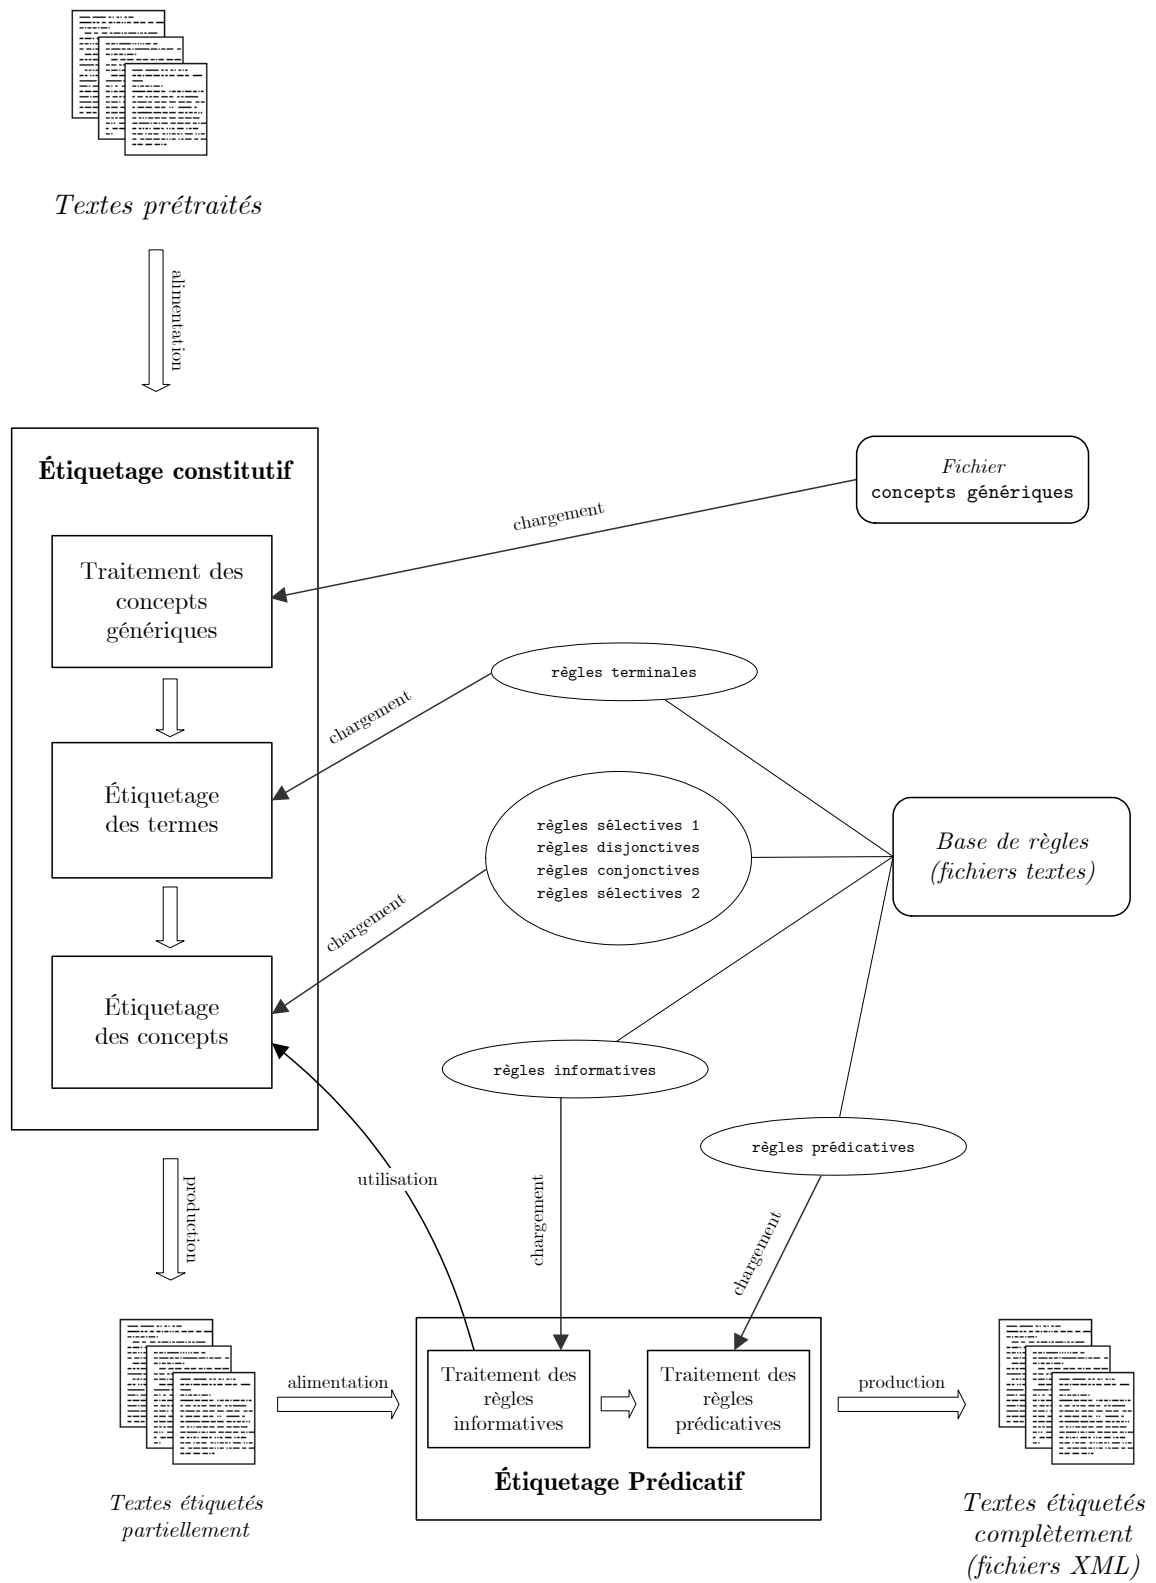 Textes prétraités
alimentation
Étiquetage constitutif
Fichier
concepts génériques
chargement
Traitement des
concepts
génériques
règles terminales
chargement
Étiquetage
des termes
règles sélectives 1
règles disjonctives
règles conjonctives
règles sélectives 2
Base de règles
(fichiers textes)
chargement
Étiquetage
des concepts
règles informatives
règles prédicatives
utilisation
production
chargement
chargement
alimentation
Traitement des
règles
informatives
Traitement des
règles
prédicatives
production
Étiquetage Prédicatif
Textes étiquetés
partiellement
Textes étiquetés
complètement
(fichiers XML)